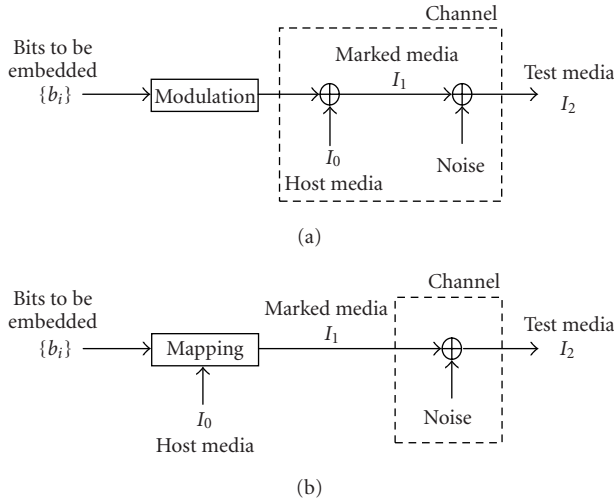 Channel
Bits to be
embedded
{b_i}
Modulation
Marked media
I_1
Test media
I_2
I_0
Host media
Noise
(a)
Channel
Bits to be
embedded
{b_i}
Mapping
Marked media
I_1
Test media
I_2
I_0
Host media
Noise
(b)